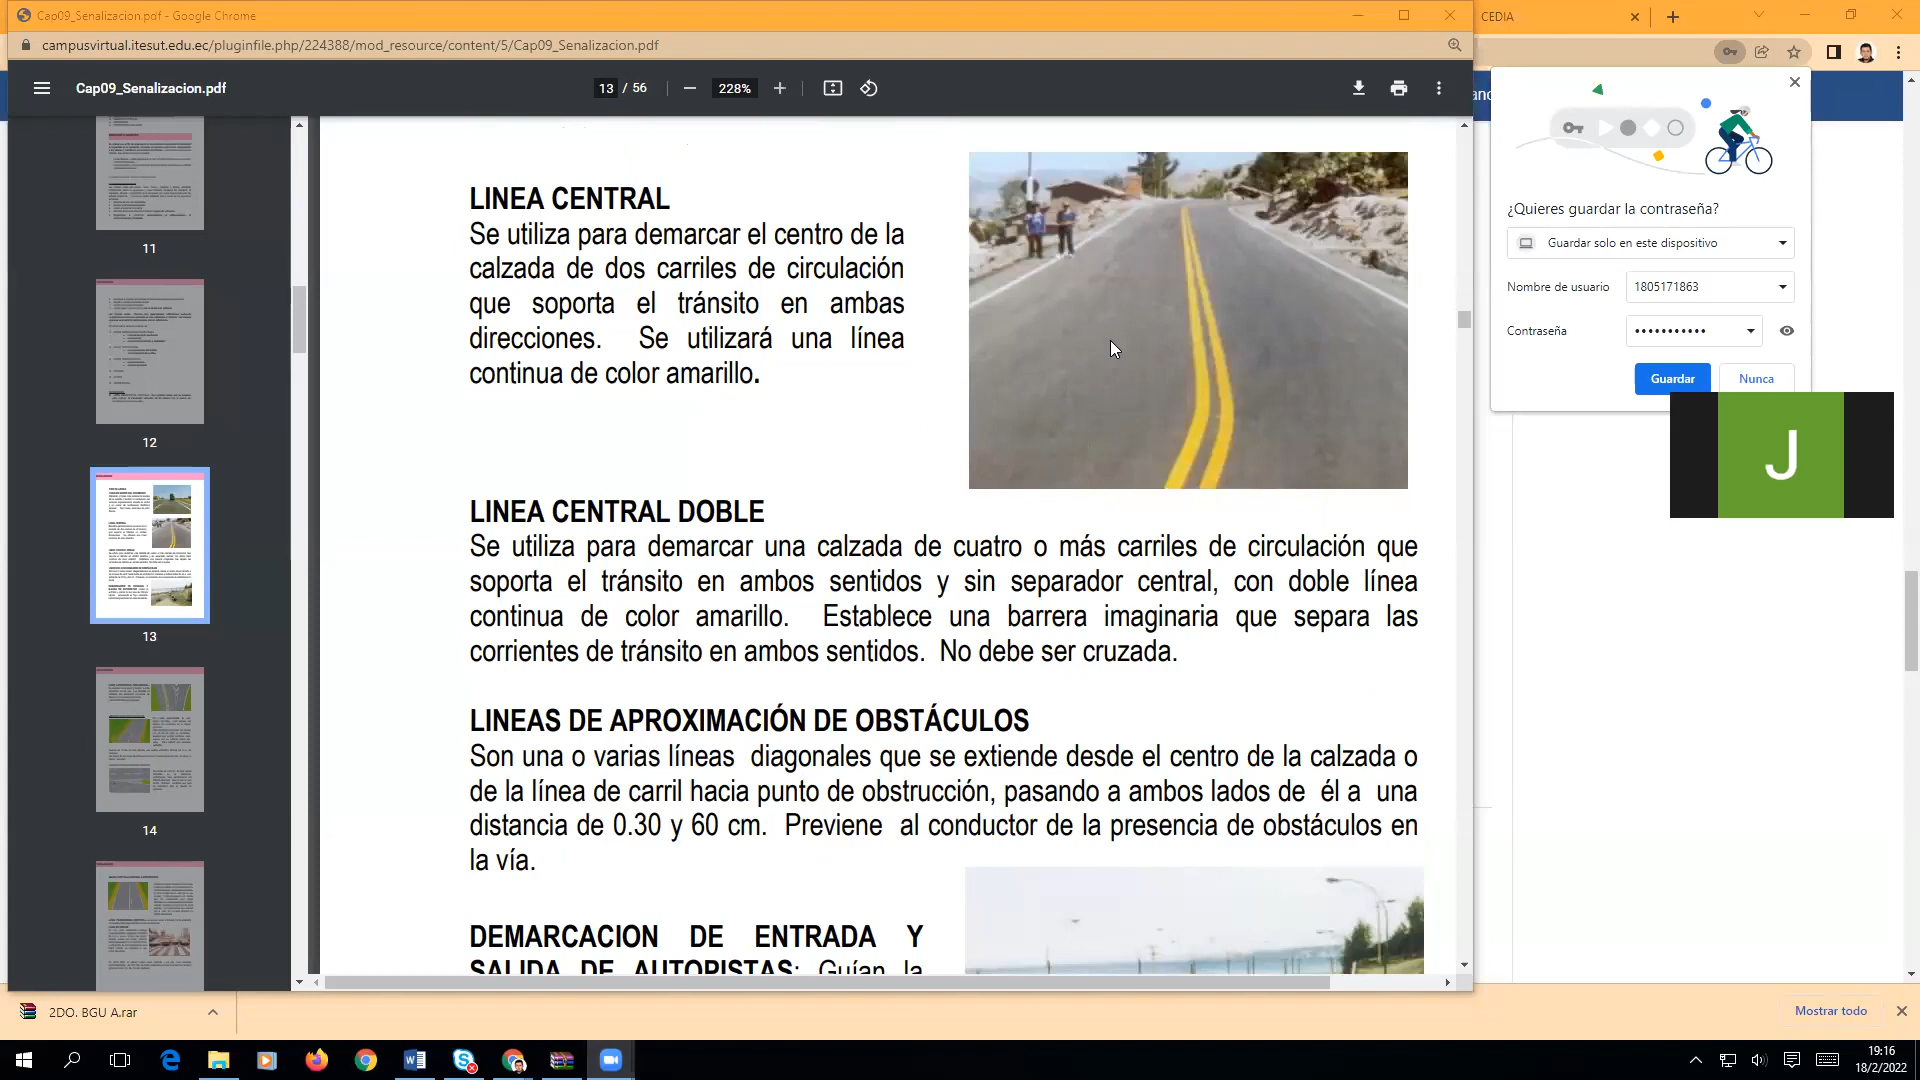 Cap09_Senalizacion.pdf - Google Chrome
CEDIA
campusvirtual.itesut.edu.ec/pluginfile.php/224388/mod_resource/content/5/Cap09_Senalizacion.pdf
Cap09_Senalizacion.pdf
13 / 56
228%
11
12
13
14
LINEA CENTRAL
Se utiliza para demarcar el centro de la
calzada de dos carriles de circulación
que soporta el tránsito en ambas
direcciones. Se utilizará una línea
continua de color amarillo.
LINEA CENTRAL DOBLE
Se utiliza para demarcar una calzada de cuatro o más carriles de circulación que
soporta el tránsito en ambos sentidos y sin separador central, con doble línea
continua de color amarillo. Establece una barrera imaginaria que separa las
corrientes de tránsito en ambos sentidos. No debe ser cruzada.
LINEAS DE APROXIMACIÓN DE OBSTÁCULOS
Son una o varias líneas diagonales que se extiende desde el centro de la calzada o
de la línea de carril hacia punto de obstrucción, pasando a ambos lados de él a una
distancia de 0.30 y 60 cm. Previene al conductor de la presencia de obstáculos en
la vía.
DEMARCACION DE ENTRADA Y
SALIDA DE AUTOPISTAS: Guían la
¿Quieres guardar la contraseña?
Guardar solo en este dispositivo
Nombre de usuario
1805171863
Contraseña
•••••••••••
Guardar
Nunca
J
2DO. BGU A.rar
Mostrar todo
19:16
18/2/2022